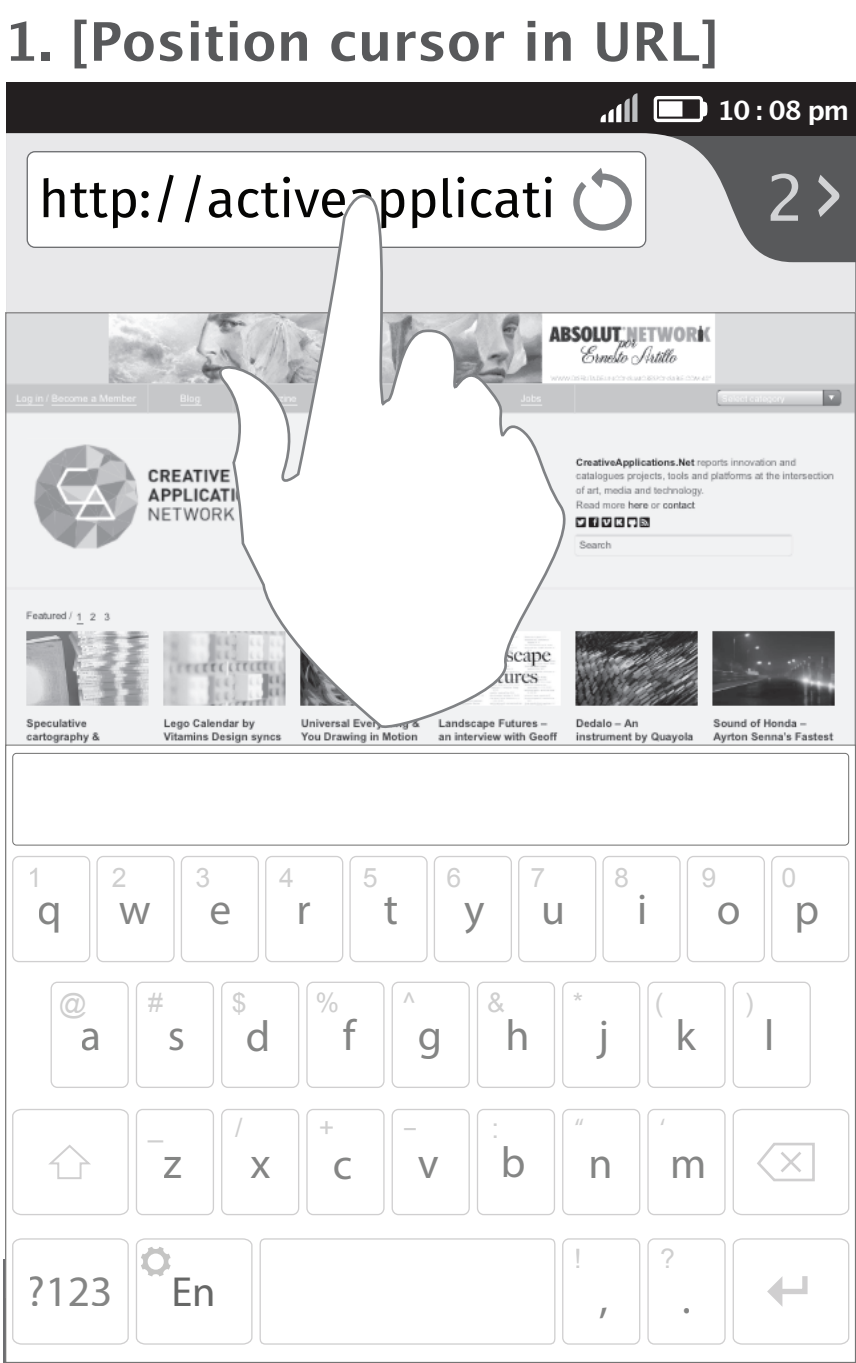 1. [Position cursor in URL]
10 : 08 pm
http://activeapplicati
2 >
ABSOLUT NETWORK
por
Ernesto Artillo
Log in / Become a Member
Blog
Jobs
Select category
CREATIVE
APPLICATI
NETWORK
CreativeApplications.Net reports innovation and
catalogues projects, tools and platforms at the intersection
of art, media and technology.
Read more here or contact
Search
Featured / 1 2 3
scape
tures
Speculative
cartography &
Lego Calendar by
Vitamins Design syncs
Universal Everything &
You Drawing in Motion
Landscape Futures –
an interview with Geoff
Dedalo – An
instrument by Quayola
Sound of Honda –
Ayrton Senna's Fastest
1 2 3 4 5 6 7 8 9 0
q w e r t y u i o p
@ # $ % ^ & * ( )
a s d f g h j k l
_ / + – : “ ‘
z x c v b n m
! ?
?123 En , .